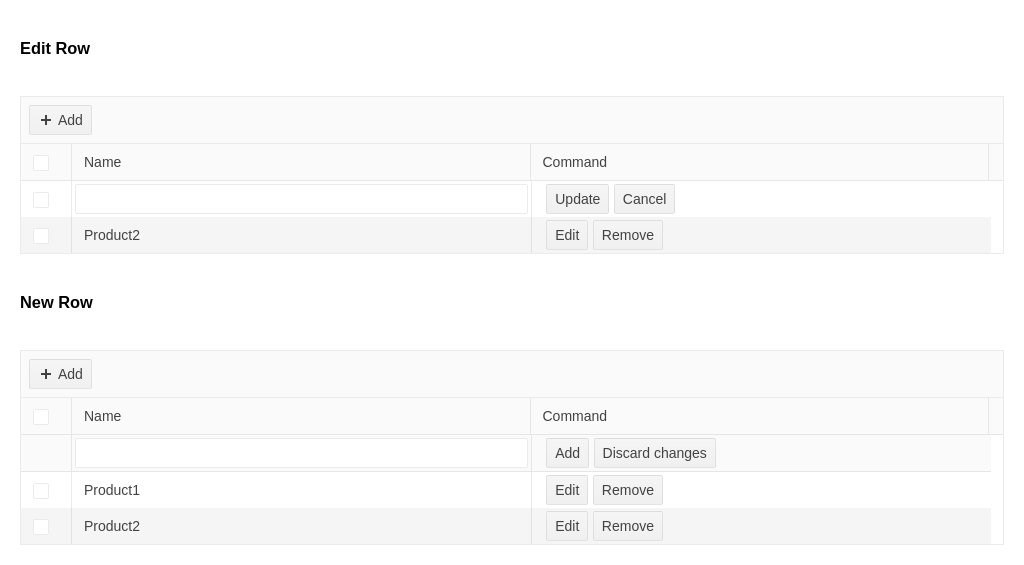 Edit Row
Add
Name Command
Update Cancel
Product2 Edit Remove
New Row
Add
Name Command
Add Discard changes
Product1 Edit Remove
Product2 Edit Remove